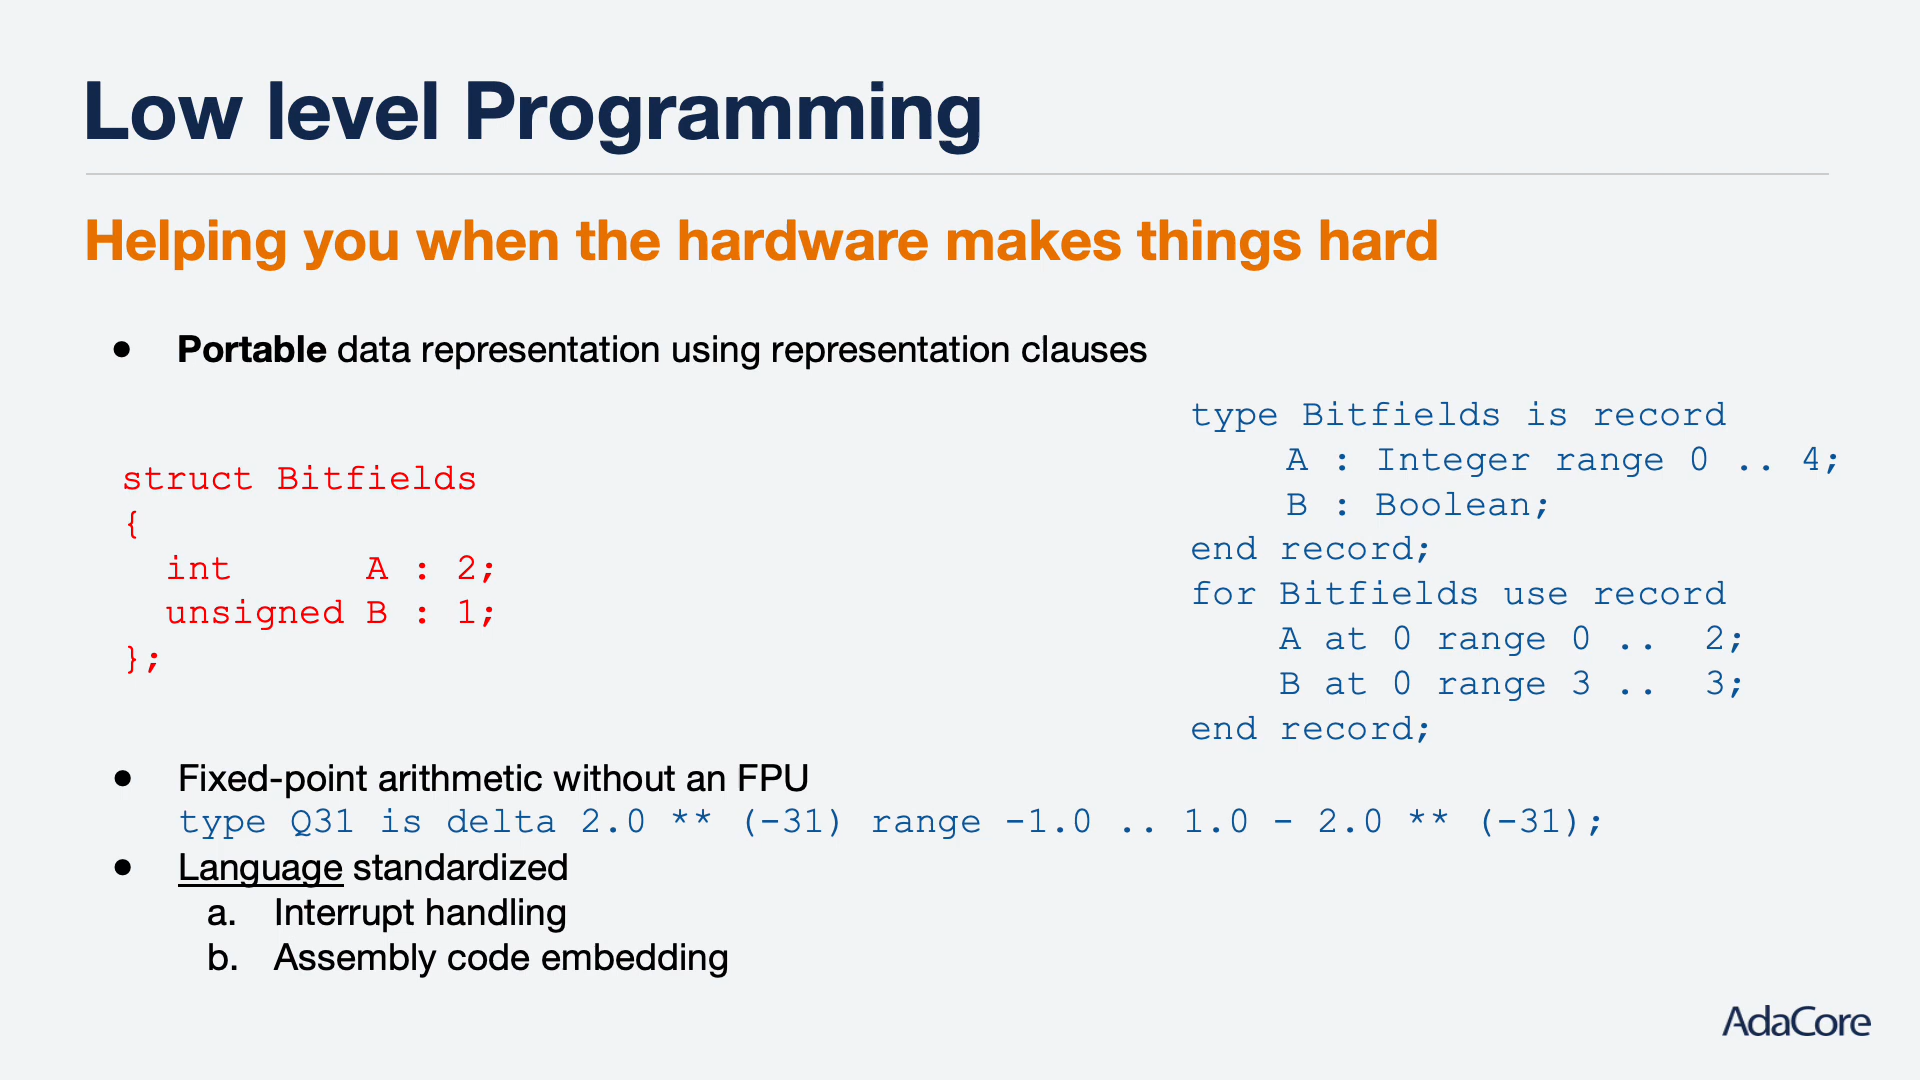 Low level Programming
Helping you when the hardware makes things hard
● Portable data representation using representation clauses
struct Bitfields
{
  int      A : 2;
  unsigned B : 1;
};
type Bitfields is record
    A : Integer range 0 .. 4;
    B : Boolean;
end record;
for Bitfields use record
    A at 0 range 0 ..  2;
    B at 0 range 3 ..  3;
end record;
● Fixed-point arithmetic without an FPU
type Q31 is delta 2.0 ** (-31) range -1.0 .. 1.0 - 2.0 ** (-31);
● Language standardized
a. Interrupt handling
b. Assembly code embedding
AdaCore